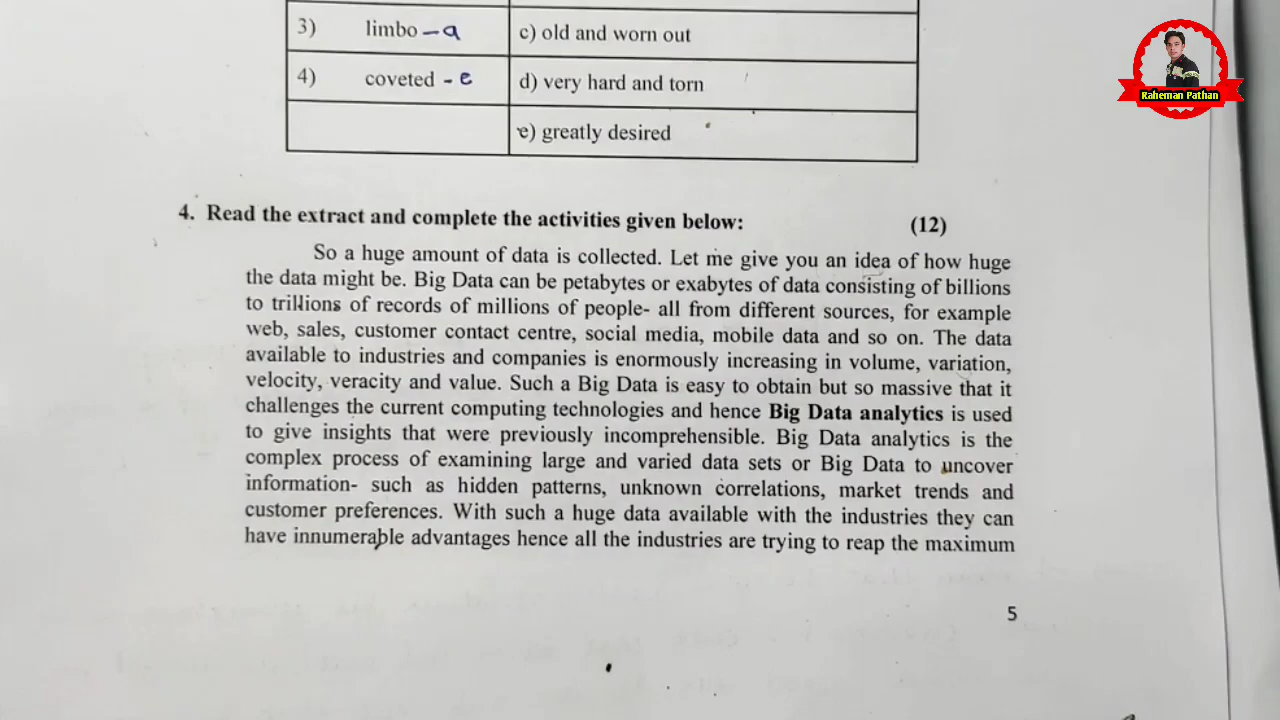 3) limbo – a c) old and worn out
4) coveted - e d) very hard and torn
e) greatly desired
Raheman Pathan
4. Read the extract and complete the activities given below: (12)
So a huge amount of data is collected. Let me give you an idea of how huge
the data might be. Big Data can be petabytes or exabytes of data consisting of billions
to trillions of records of millions of people- all from different sources, for example
web, sales, customer contact centre, social media, mobile data and so on. The data
available to industries and companies is enormously increasing in volume, variation,
velocity, veracity and value. Such a Big Data is easy to obtain but so massive that it
challenges the current computing technologies and hence Big Data analytics is used
to give insights that were previously incomprehensible. Big Data analytics is the
complex process of examining large and varied data sets or Big Data to uncover
information- such as hidden patterns, unknown correlations, market trends and
customer preferences. With such a huge data available with the industries they can
have innumerable advantages hence all the industries are trying to reap the maximum
5